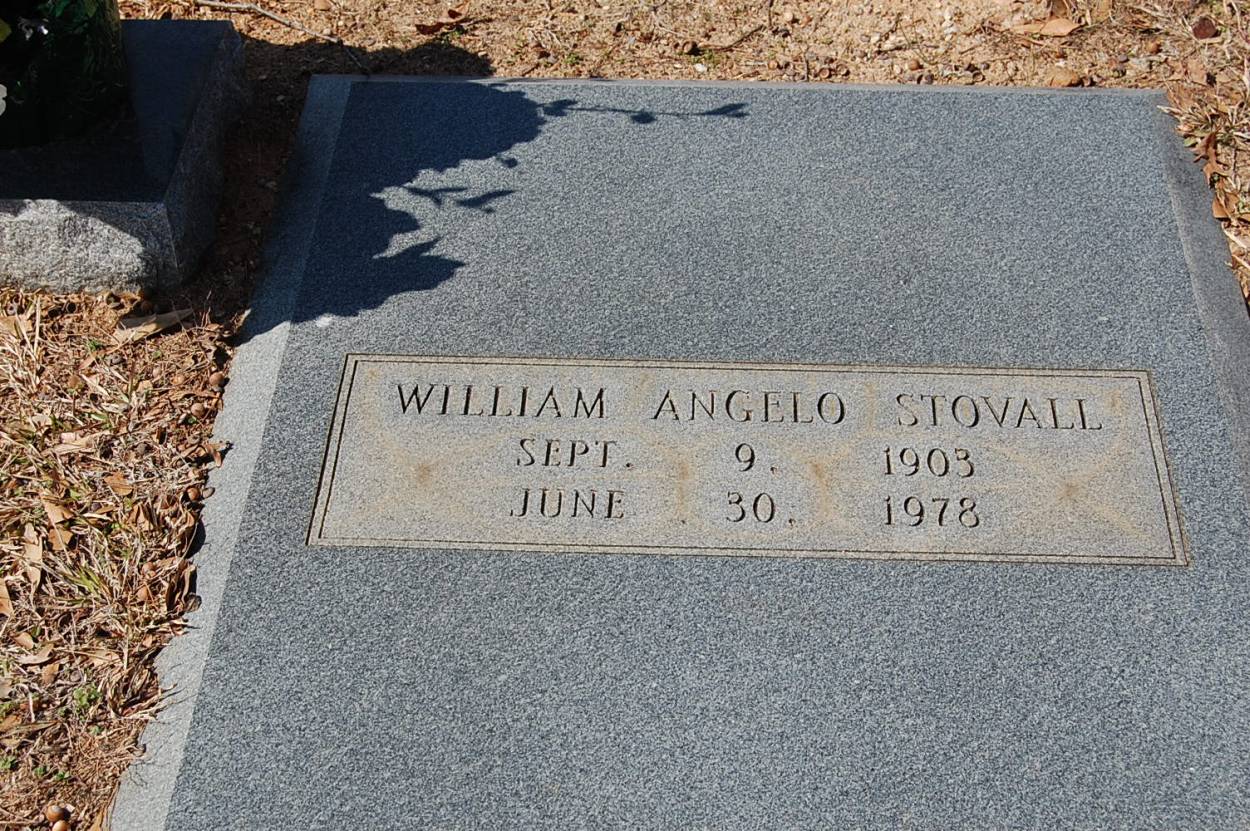 WILLIAM ANGELO STOVALL
SEPT. 9. 1903
JUNE 30. 1978